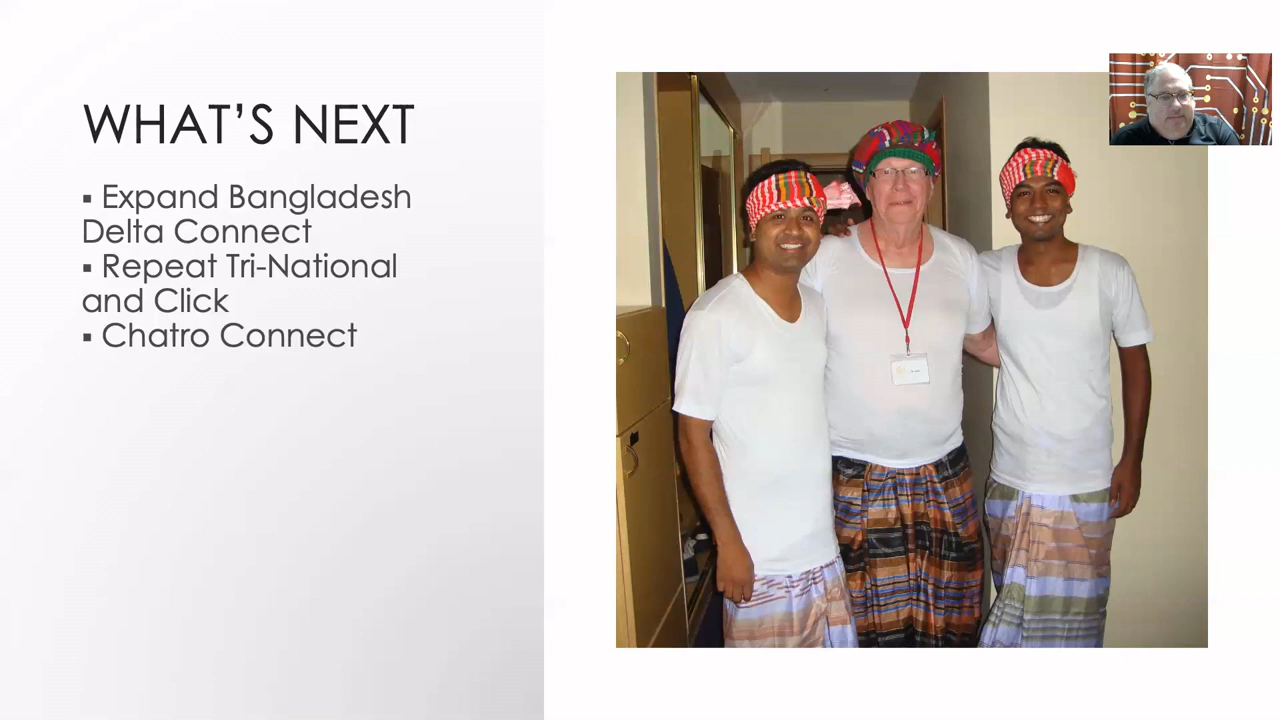 WHAT'S NEXT
▪ Expand Bangladesh
Delta Connect
▪ Repeat Tri-National
and Click
▪ Chatro Connect